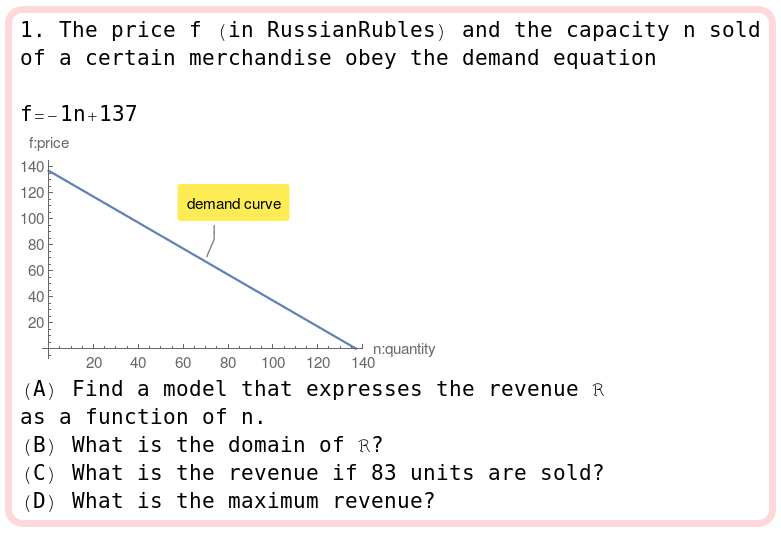 1. The price f (in RussianRubles) and the capacity n sold
of a certain merchandise obey the demand equation
f=-1n+137
f:price
140
120
100
80
60
40
20
demand curve
n:quantity
20 40 60 80 100 120 140
(A) Find a model that expresses the revenue ℝ
as a function of n.
(B) What is the domain of ℝ?
(C) What is the revenue if 83 units are sold?
(D) What is the maximum revenue?